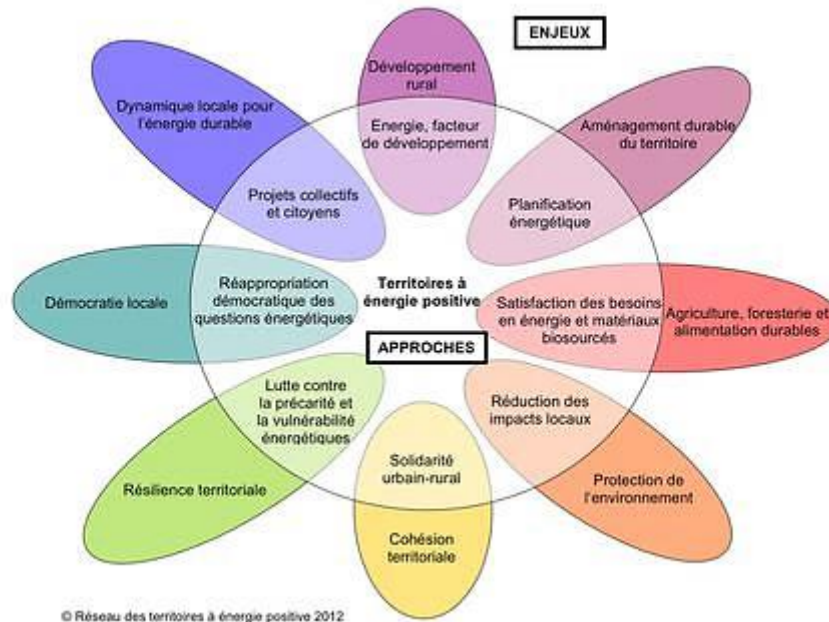 ENJEUX
Développement
rural
Energie, facteur
de développement
Dynamique locale pour
l'énergie durable
Projets collectifs
et citoyens
Aménagement durable
du territoire
Planification
énergétique
Démocratie locale
Réappropriation
démocratique des
questions énergétiques
Territoires à
énergie positive
APPROCHES
Satisfaction des besoins
en énergie et matériaux
biosourcés
Agriculture, foresterie et
alimentation durables
Lutte contre
la précarité et
la vulnérabilité
énergétiques
Résilience territoriale
Solidarité
urbain-rural
Cohésion
territoriale
Réduction des
impacts locaux
Protection de
l'environnement
© Réseau des territoires à énergie positive 2012